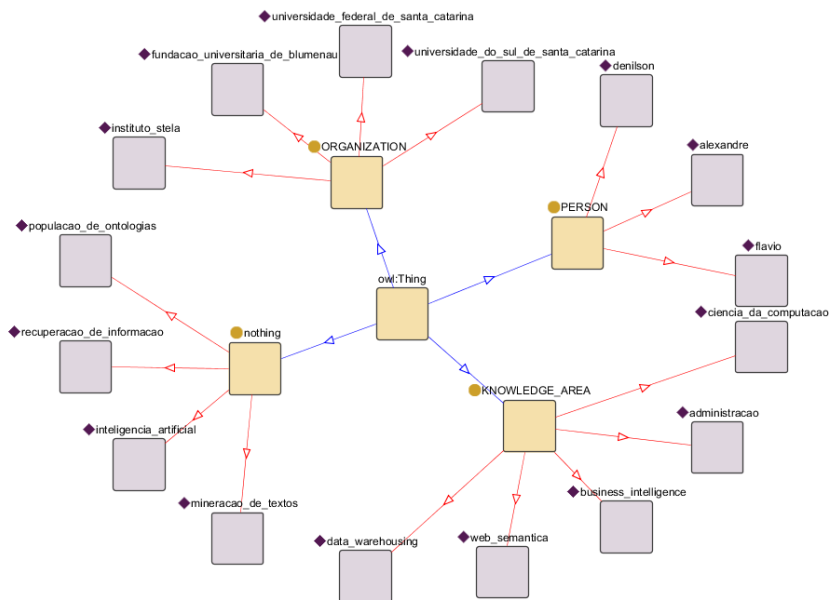 universidade_federal_de_santa_catarina
fundacao_universitaria_de_blumenau
universidade_do_sul_de_santa_catarina
denilson
instituto_stela
ORGANIZATION
alexandre
PERSON
populacao_de_ontologias
flavio
owl:Thing
ciencia_da_computacao
recuperacao_de_informacao
nothing
KNOWLEDGE_AREA
administracao
inteligencia_artificial
business_intelligence
mineracao_de_textos
web_semantica
data_warehousing